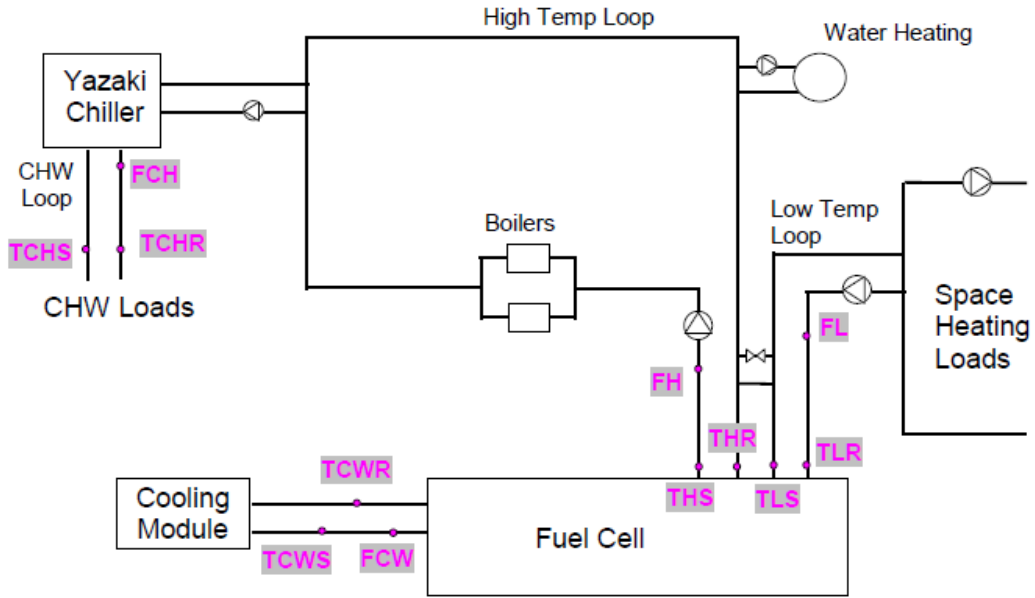 High Temp Loop
Water Heating
Yazaki
Chiller
CHW
Loop
FCH
TCHS
TCHR
CHW Loads
Boilers
Low Temp
Loop
Space
Heating
Loads
FL
FH
THR
TLR
THS
TLS
TCWR
Cooling
Module
TCWS
FCW
Fuel Cell